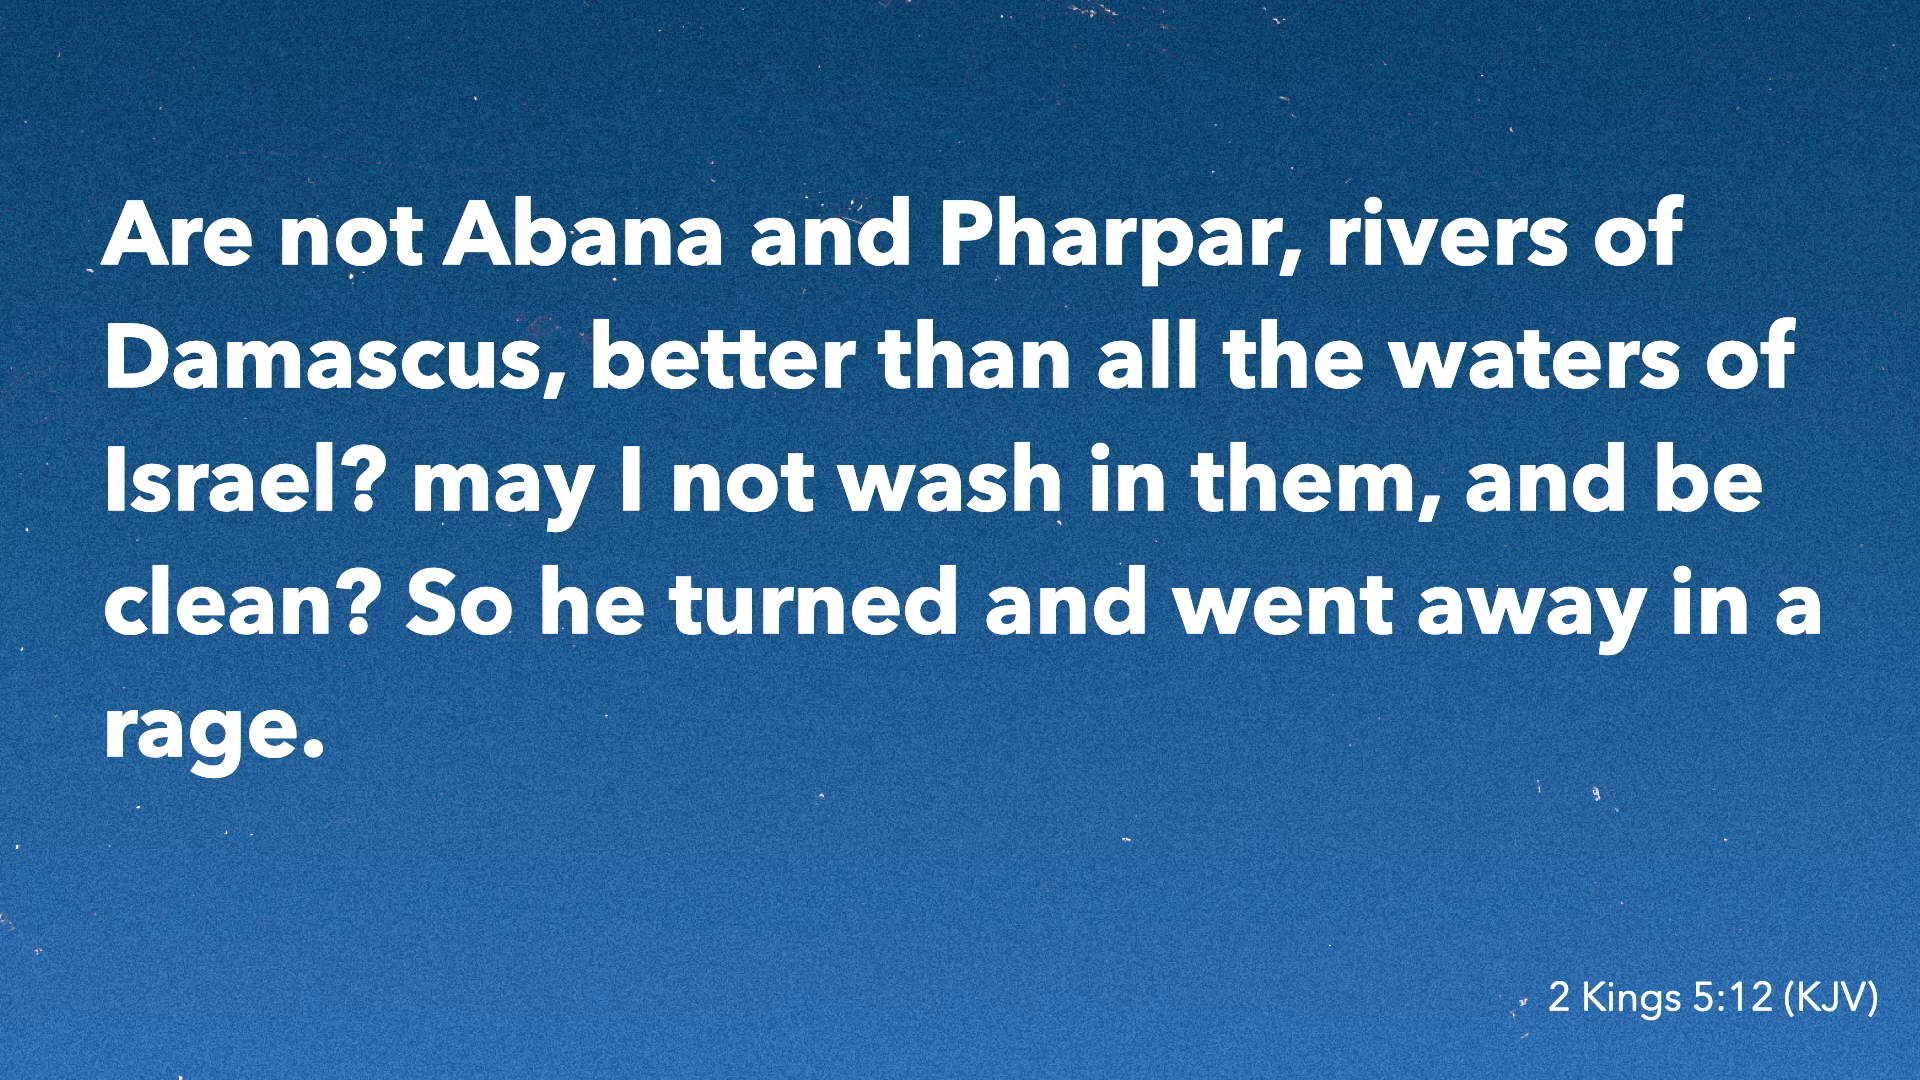 Are not Abana and Pharpar, rivers of
Damascus, better than all the waters of
Israel? may I not wash in them, and be
clean? So he turned and went away in a
rage.
2 Kings 5:12 (KJV)